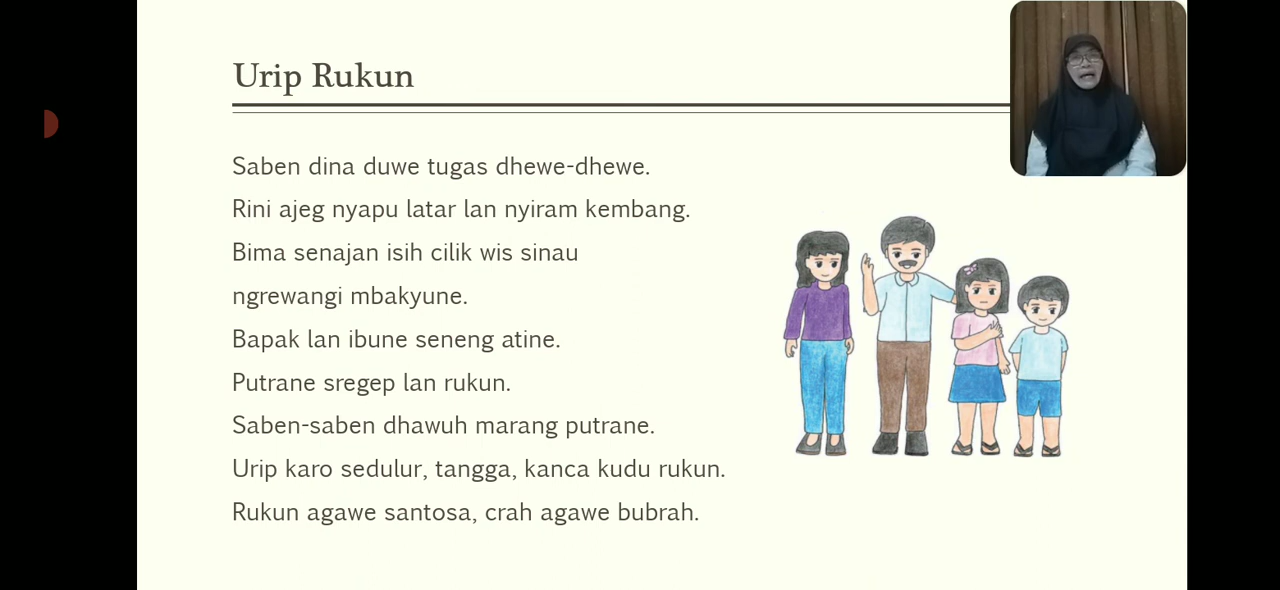 Urip Rukun
Saben dina duwe tugas dhewe-dhewe.
Rini ajeg nyapu latar lan nyiram kembang.
Bima senajan isih cilik wis sinau
ngrewangi mbakyune.
Bapak lan ibune seneng atine.
Putrane sregep lan rukun.
Saben-saben dhawuh marang putrane.
Urip karo sedulur, tangga, kanca kudu rukun.
Rukun agawe santosa, crah agawe bubrah.